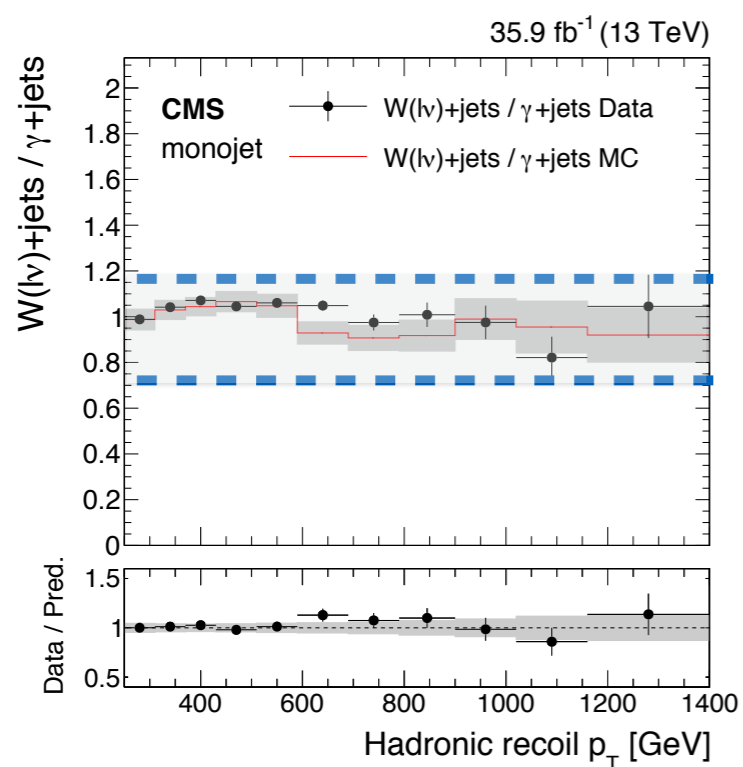 35.9 fb⁻¹ (13 TeV)
W(lν)+jets / γ+jets
2
1.8
1.6
1.4
1.2
1
0.8
0.6
0.4
0.2
0
CMS
monojet
W(lν)+jets / γ+jets Data
W(lν)+jets / γ+jets MC
Data / Pred.
1.5
1
0.5
400 600 800 1000 1200 1400
Hadronic recoil p_T [GeV]